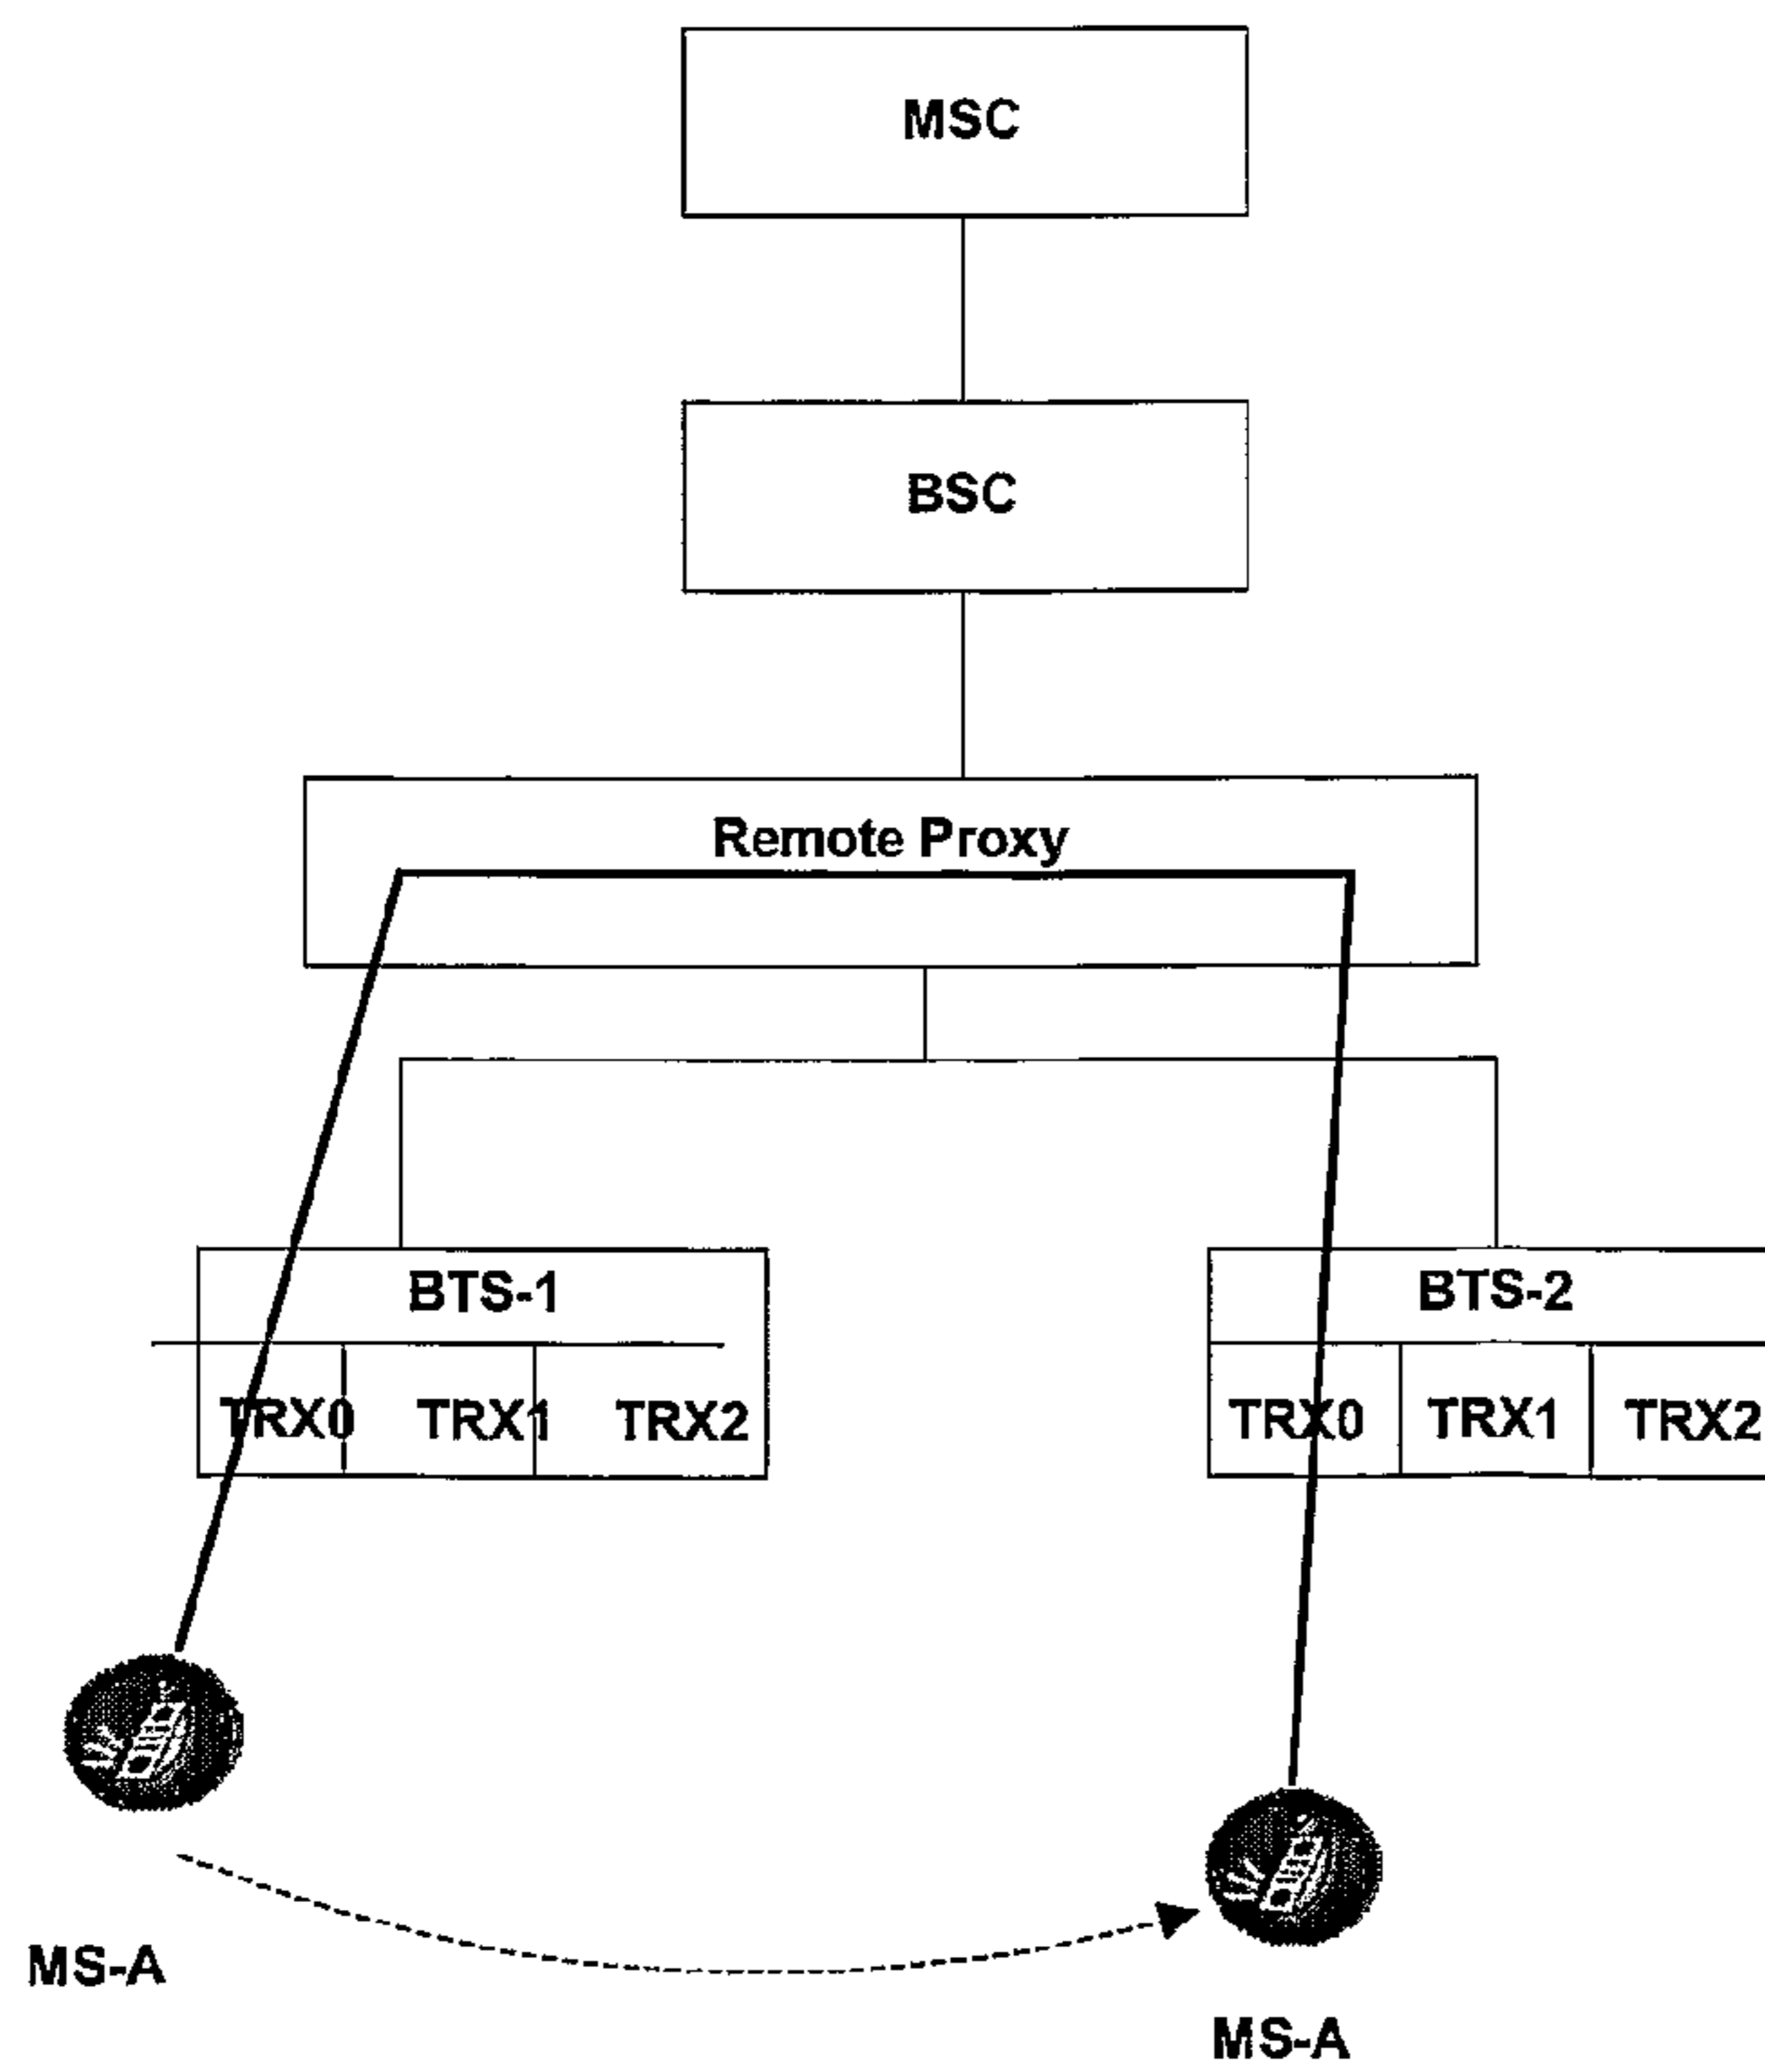 MSC
BSC
Remote Proxy
BTS-1
BTS-2
TRX0 TRX1 TRX2
TRX0 TRX1 TRX2
MS-A
MS-A